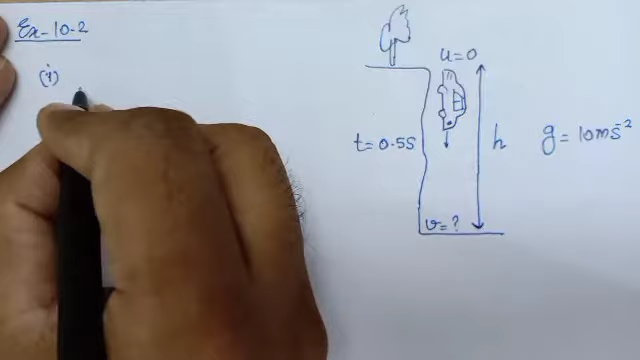 Ex-10.2
(i)
u=0
t=0.5s
h
g=10ms⁻²
v=?